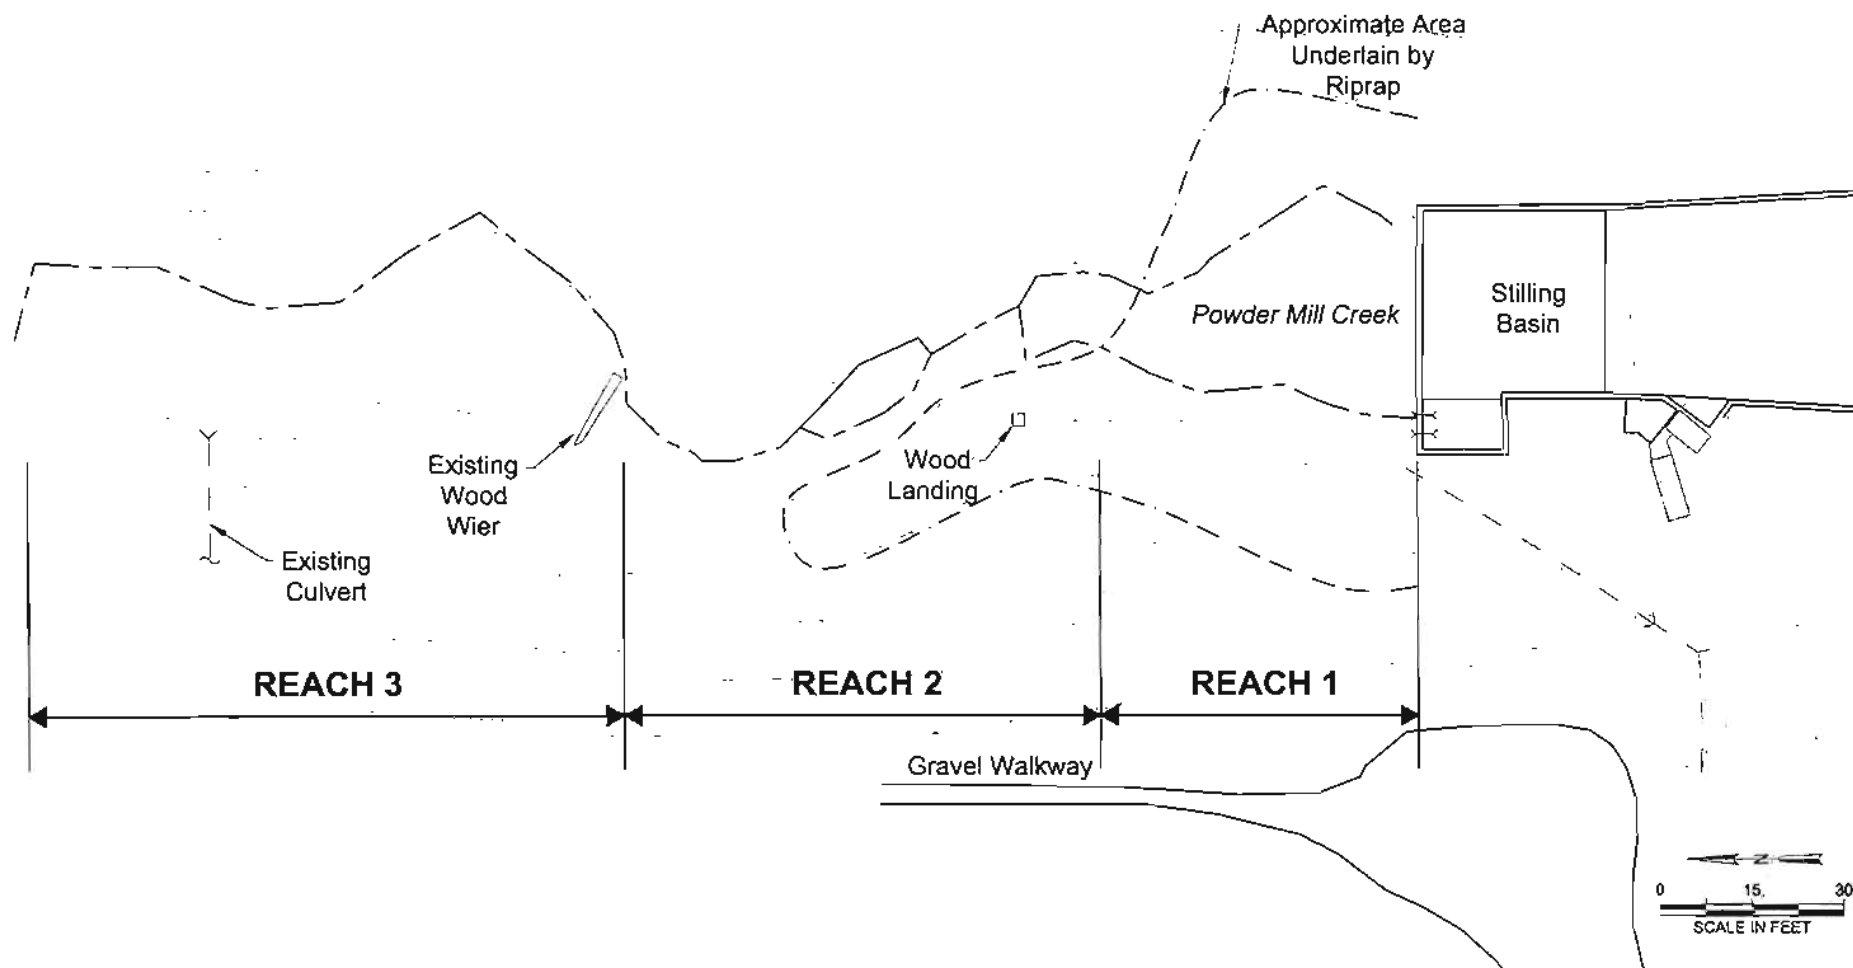 Approximate Area
Underlain by
Riprap
Powder Mill Creek
Stilling
Basin
Existing
Wood
Wier
Wood
Landing
Existing
Culvert
REACH 3
REACH 2
REACH 1
Gravel Walkway
N
0 15 30
SCALE IN FEET